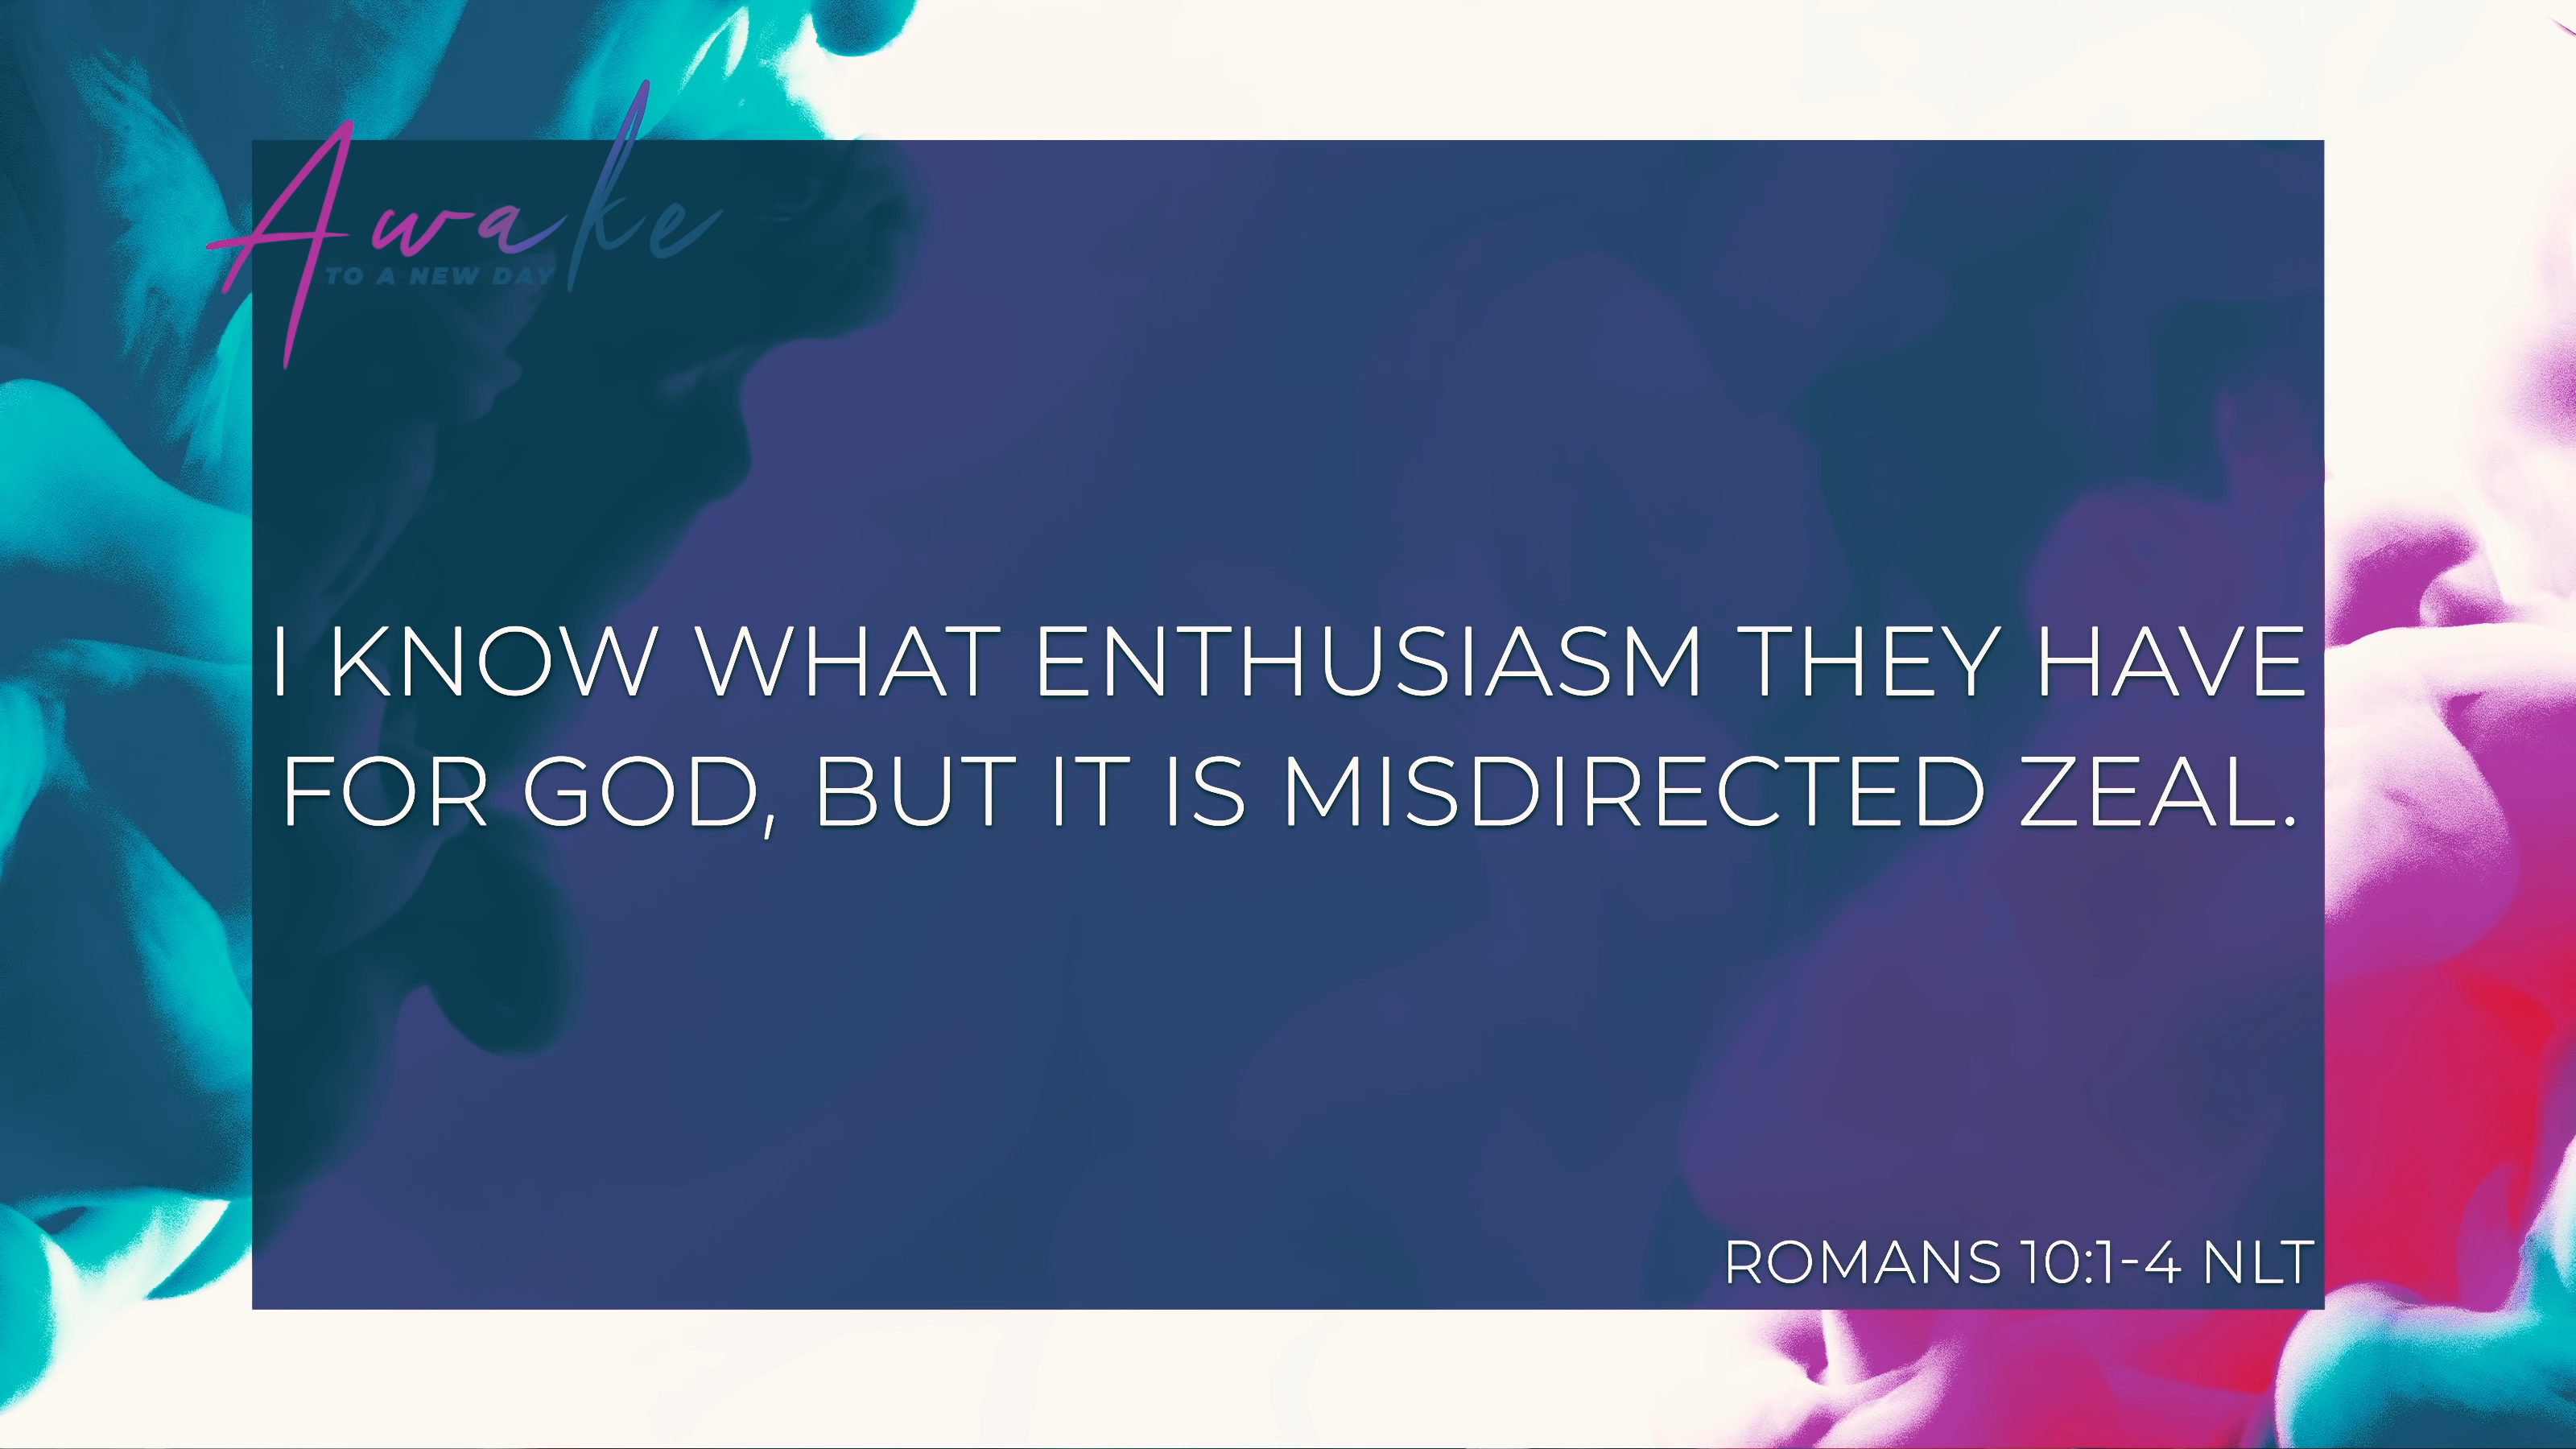 Awake
TO A NEW DAY
I KNOW WHAT ENTHUSIASM THEY HAVE
FOR GOD, BUT IT IS MISDIRECTED ZEAL.
ROMANS 10:1-4 NLT